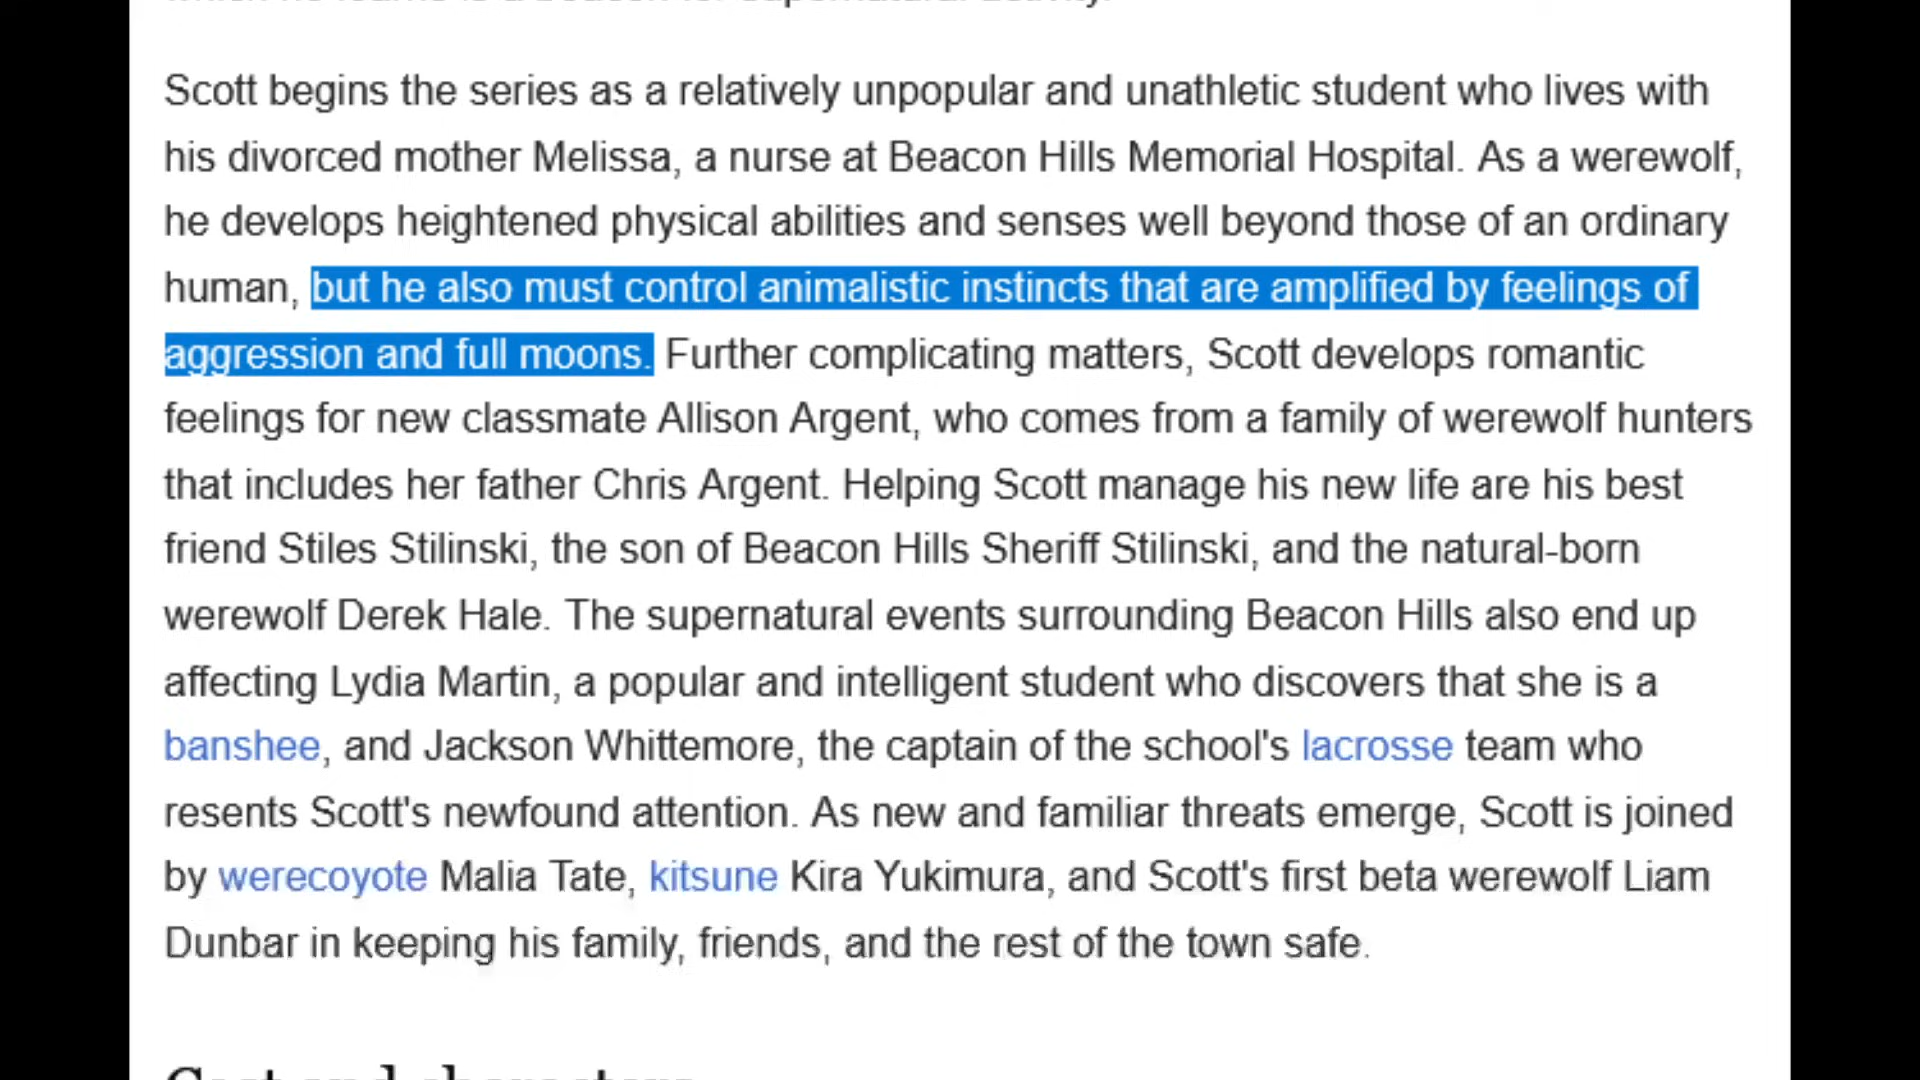 Scott begins the series as a relatively unpopular and unathletic student who lives with
his divorced mother Melissa, a nurse at Beacon Hills Memorial Hospital. As a werewolf,
he develops heightened physical abilities and senses well beyond those of an ordinary
human, but he also must control animalistic instincts that are amplified by feelings of
aggression and full moons. Further complicating matters, Scott develops romantic
feelings for new classmate Allison Argent, who comes from a family of werewolf hunters
that includes her father Chris Argent. Helping Scott manage his new life are his best
friend Stiles Stilinski, the son of Beacon Hills Sheriff Stilinski, and the natural-born
werewolf Derek Hale. The supernatural events surrounding Beacon Hills also end up
affecting Lydia Martin, a popular and intelligent student who discovers that she is a
banshee, and Jackson Whittemore, the captain of the school's lacrosse team who
resents Scott's newfound attention. As new and familiar threats emerge, Scott is joined
by werecoyote Malia Tate, kitsune Kira Yukimura, and Scott's first beta werewolf Liam
Dunbar in keeping his family, friends, and the rest of the town safe.